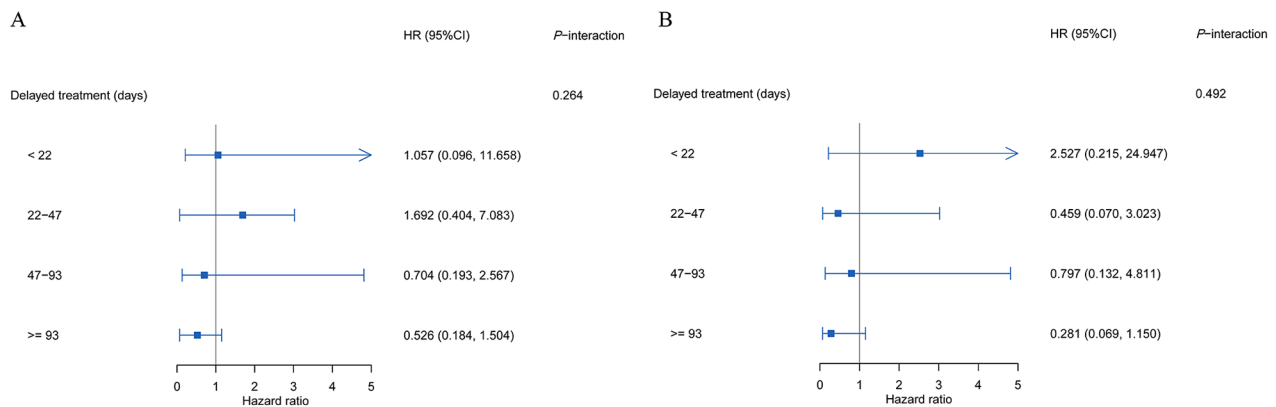 A
HR (95%CI) P−interaction
Delayed treatment (days) 0.264
< 22 1.057 (0.096, 11.658)
22−47 1.692 (0.404, 7.083)
47−93 0.704 (0.193, 2.567)
>= 93 0.526 (0.184, 1.504)
0 1 2 3 4 5
Hazard ratio
B
HR (95%CI) P−interaction
Delayed treatment (days) 0.492
< 22 2.527 (0.215, 24.947)
22−47 0.459 (0.070, 3.023)
47−93 0.797 (0.132, 4.811)
>= 93 0.281 (0.069, 1.150)
0 1 2 3 4 5
Hazard ratio